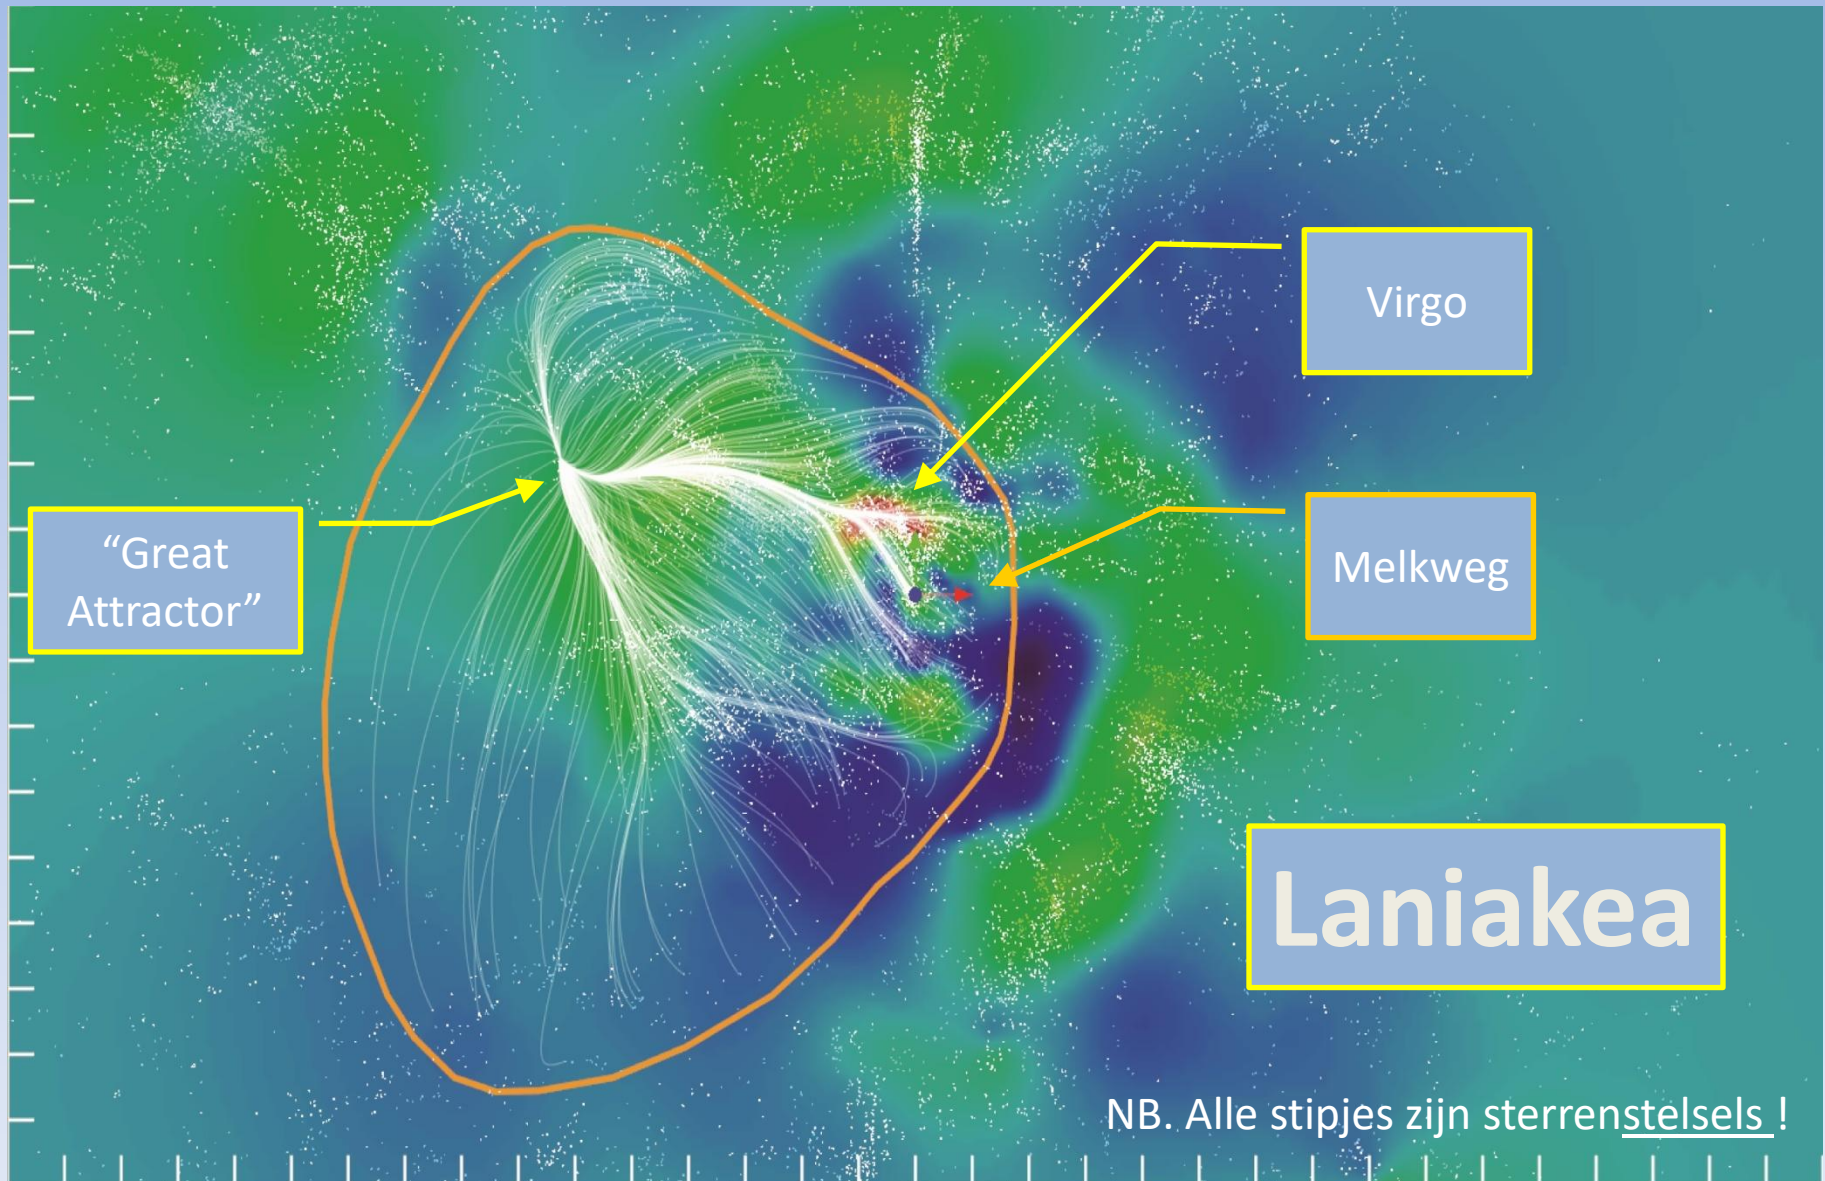 Virgo
“Great
Attractor”
Melkweg
Laniakea
NB. Alle stipjes zijn sterrenstelsels !